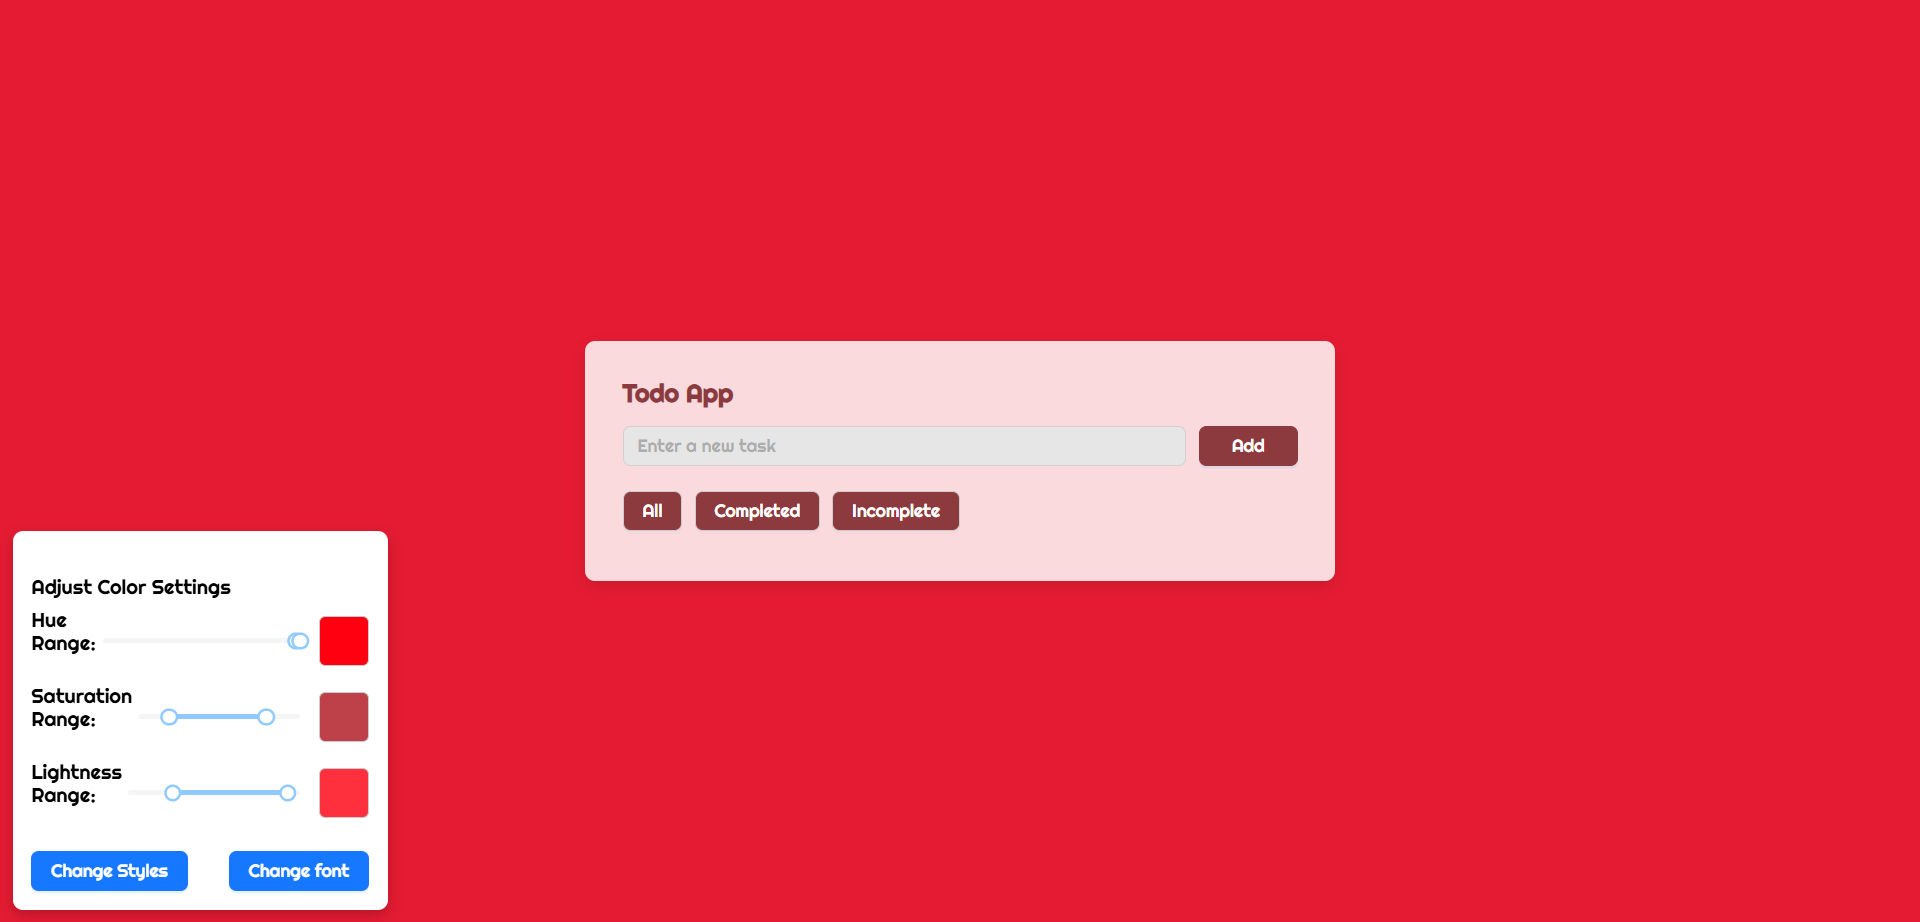 Todo App
Enter a new task
Add
All
Completed
Incomplete
Adjust Color Settings
Hue
Range:
Saturation
Range:
Lightness
Range:
Change Styles
Change font